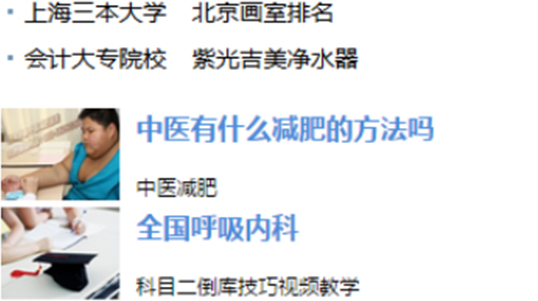 上海三本大学 北京画室排名
会计大专院校 紫光吉美净水器
中医有什么减肥的方法吗
中医减肥
全国呼吸内科
科目二倒库技巧视频教学